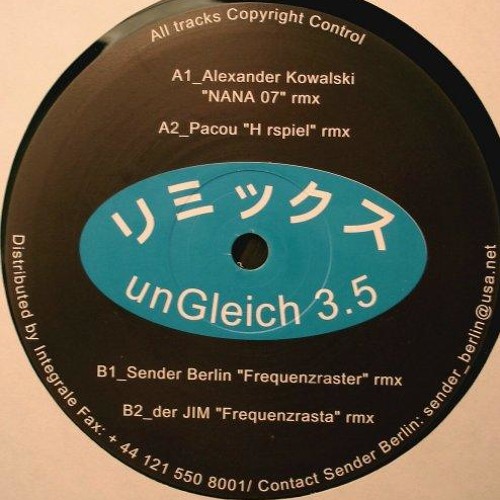 All tracks Copyright Control
A1_Alexander Kowalski
"NANA 07" rmx
A2_Pacou "H rspiel" rmx
リミックス
unGleich 3.5
B1_Sender Berlin "Frequenzraster" rmx
B2_der JIM "Frequenzrasta" rmx
Distributed by Integrale Fax: + 44 121 550 8001/ Contact Sender Berlin: sender_berlin@usa.net